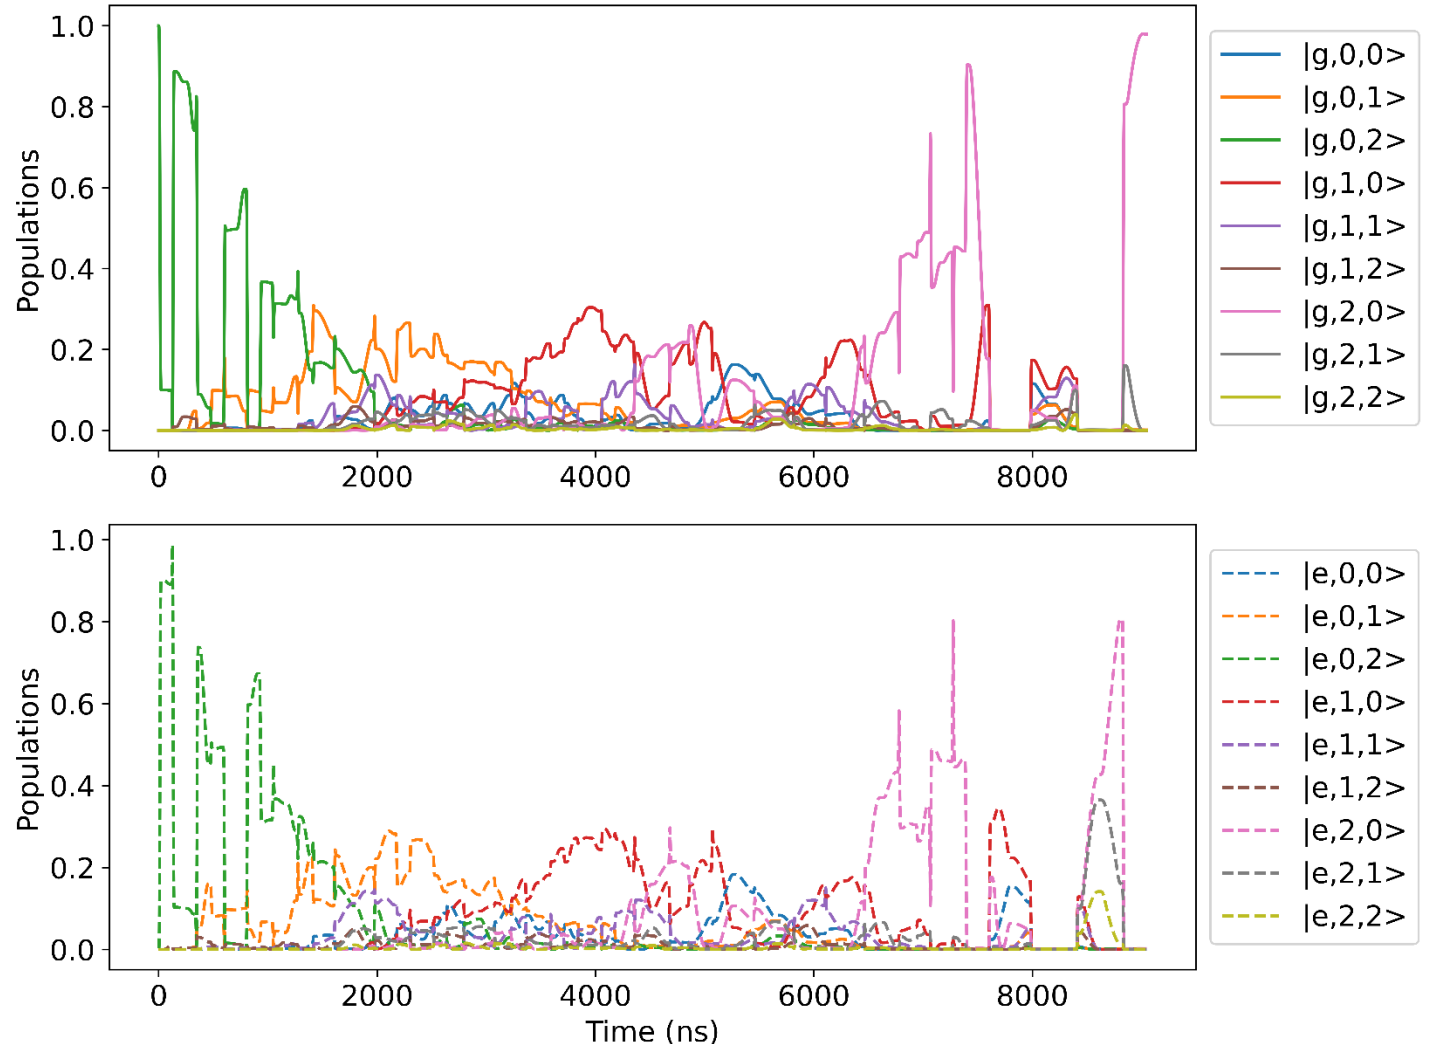 Populations
1.0
0.8
0.6
0.4
0.2
0.0
0 2000 4000 6000 8000
|g,0,0>
|g,0,1>
|g,0,2>
|g,1,0>
|g,1,1>
|g,1,2>
|g,2,0>
|g,2,1>
|g,2,2>
Populations
1.0
0.8
0.6
0.4
0.2
0.0
0 2000 4000 6000 8000
Time (ns)
|e,0,0>
|e,0,1>
|e,0,2>
|e,1,0>
|e,1,1>
|e,1,2>
|e,2,0>
|e,2,1>
|e,2,2>